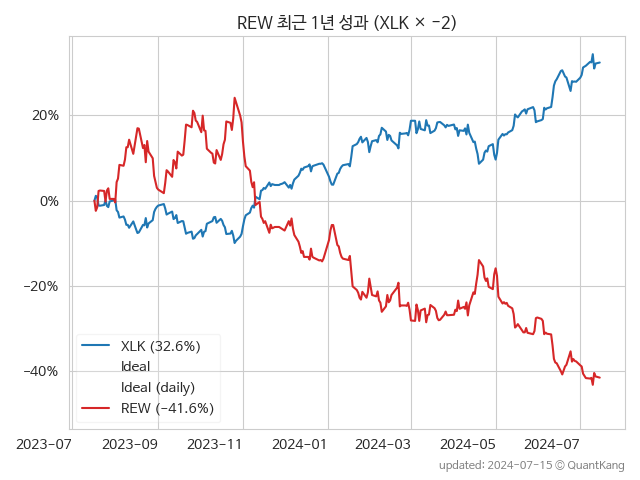 REW 최근 1년 성과 (XLK × −2)
20%
0%
−20%
−40%
XLK (32.6%)
Ideal
Ideal (daily)
REW (−41.6%)
2023−07
2023−09
2023−11
2024−01
2024−03
2024−05
2024−07
updated: 2024-07-15 © QuantKang